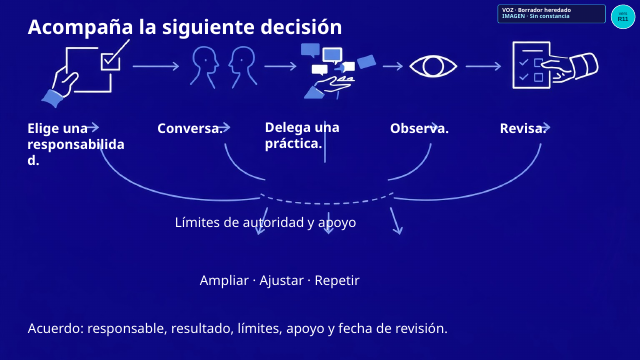 Acompaña la siguiente decisión
VOZ · Borrador heredado
IMAGEN · Sin constancia
R11
Elige una
responsabilida
d.
Conversa.
Delega una
práctica.
Observa.
Revisa.
Límites de autoridad y apoyo
Ampliar · Ajustar · Repetir
Acuerdo: responsable, resultado, límites, apoyo y fecha de revisión.